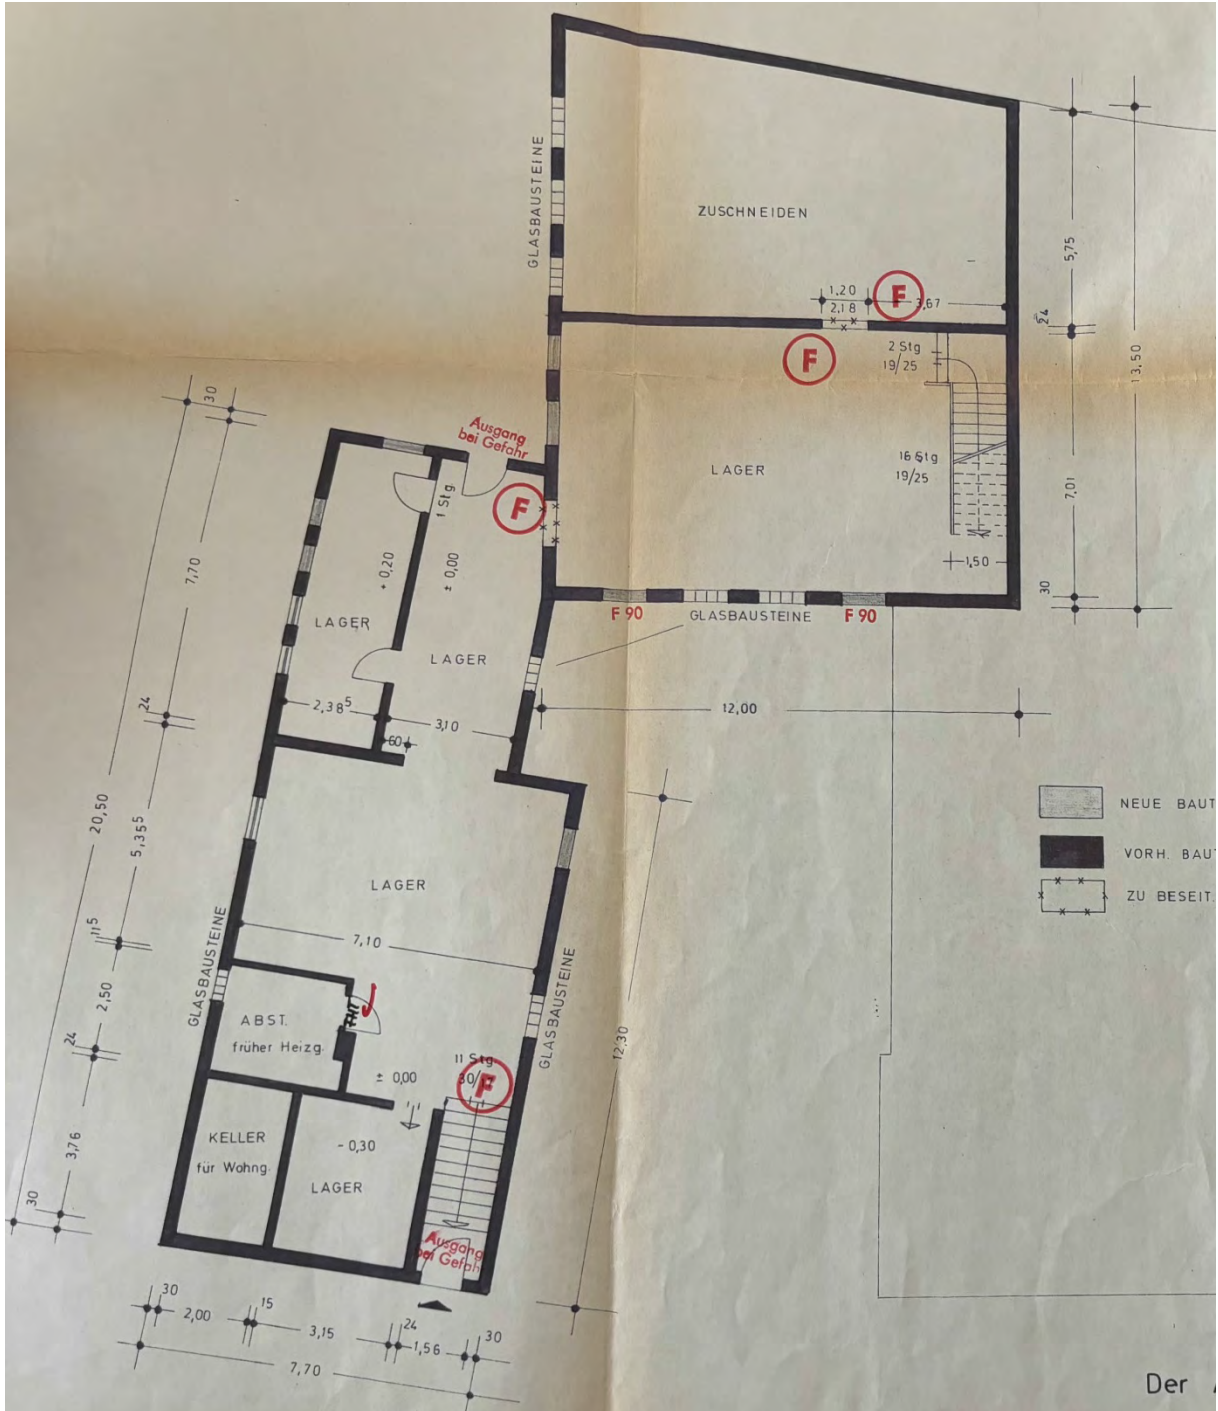 GLASBAUSTEINE
ZUSCHNEIDEN
1,20
2,18
F
3,67
F
2 Stg
19/25
16 Stg
19/25
LAGER
1,50
5,75
24
13,50
7,01
30
Ausgang
bei Gefahr
F
1 Stg.
+ 0,20
± 0,00
LAGER
LAGER
2,38⁵
3,10
60
F 90
GLASBAUSTEINE
F 90
12,00
30
7,70
24
20,50
5,35⁵
11⁵
2,50
24
3,76
30
NEUE BAUT
VORH. BAUT
ZU BESEIT.
LAGER
7,10
GLASBAUSTEINE
GLASBAUSTEINE
12,30
ABST.
früher Heizg.
FHT
± 0,00
11 Stg
30/
F
KELLER
für Wohng.
- 0,30
LAGER
Ausgang
bei Gefahr
30
2,00
15
3,15
24
1,56
30
7,70
Der